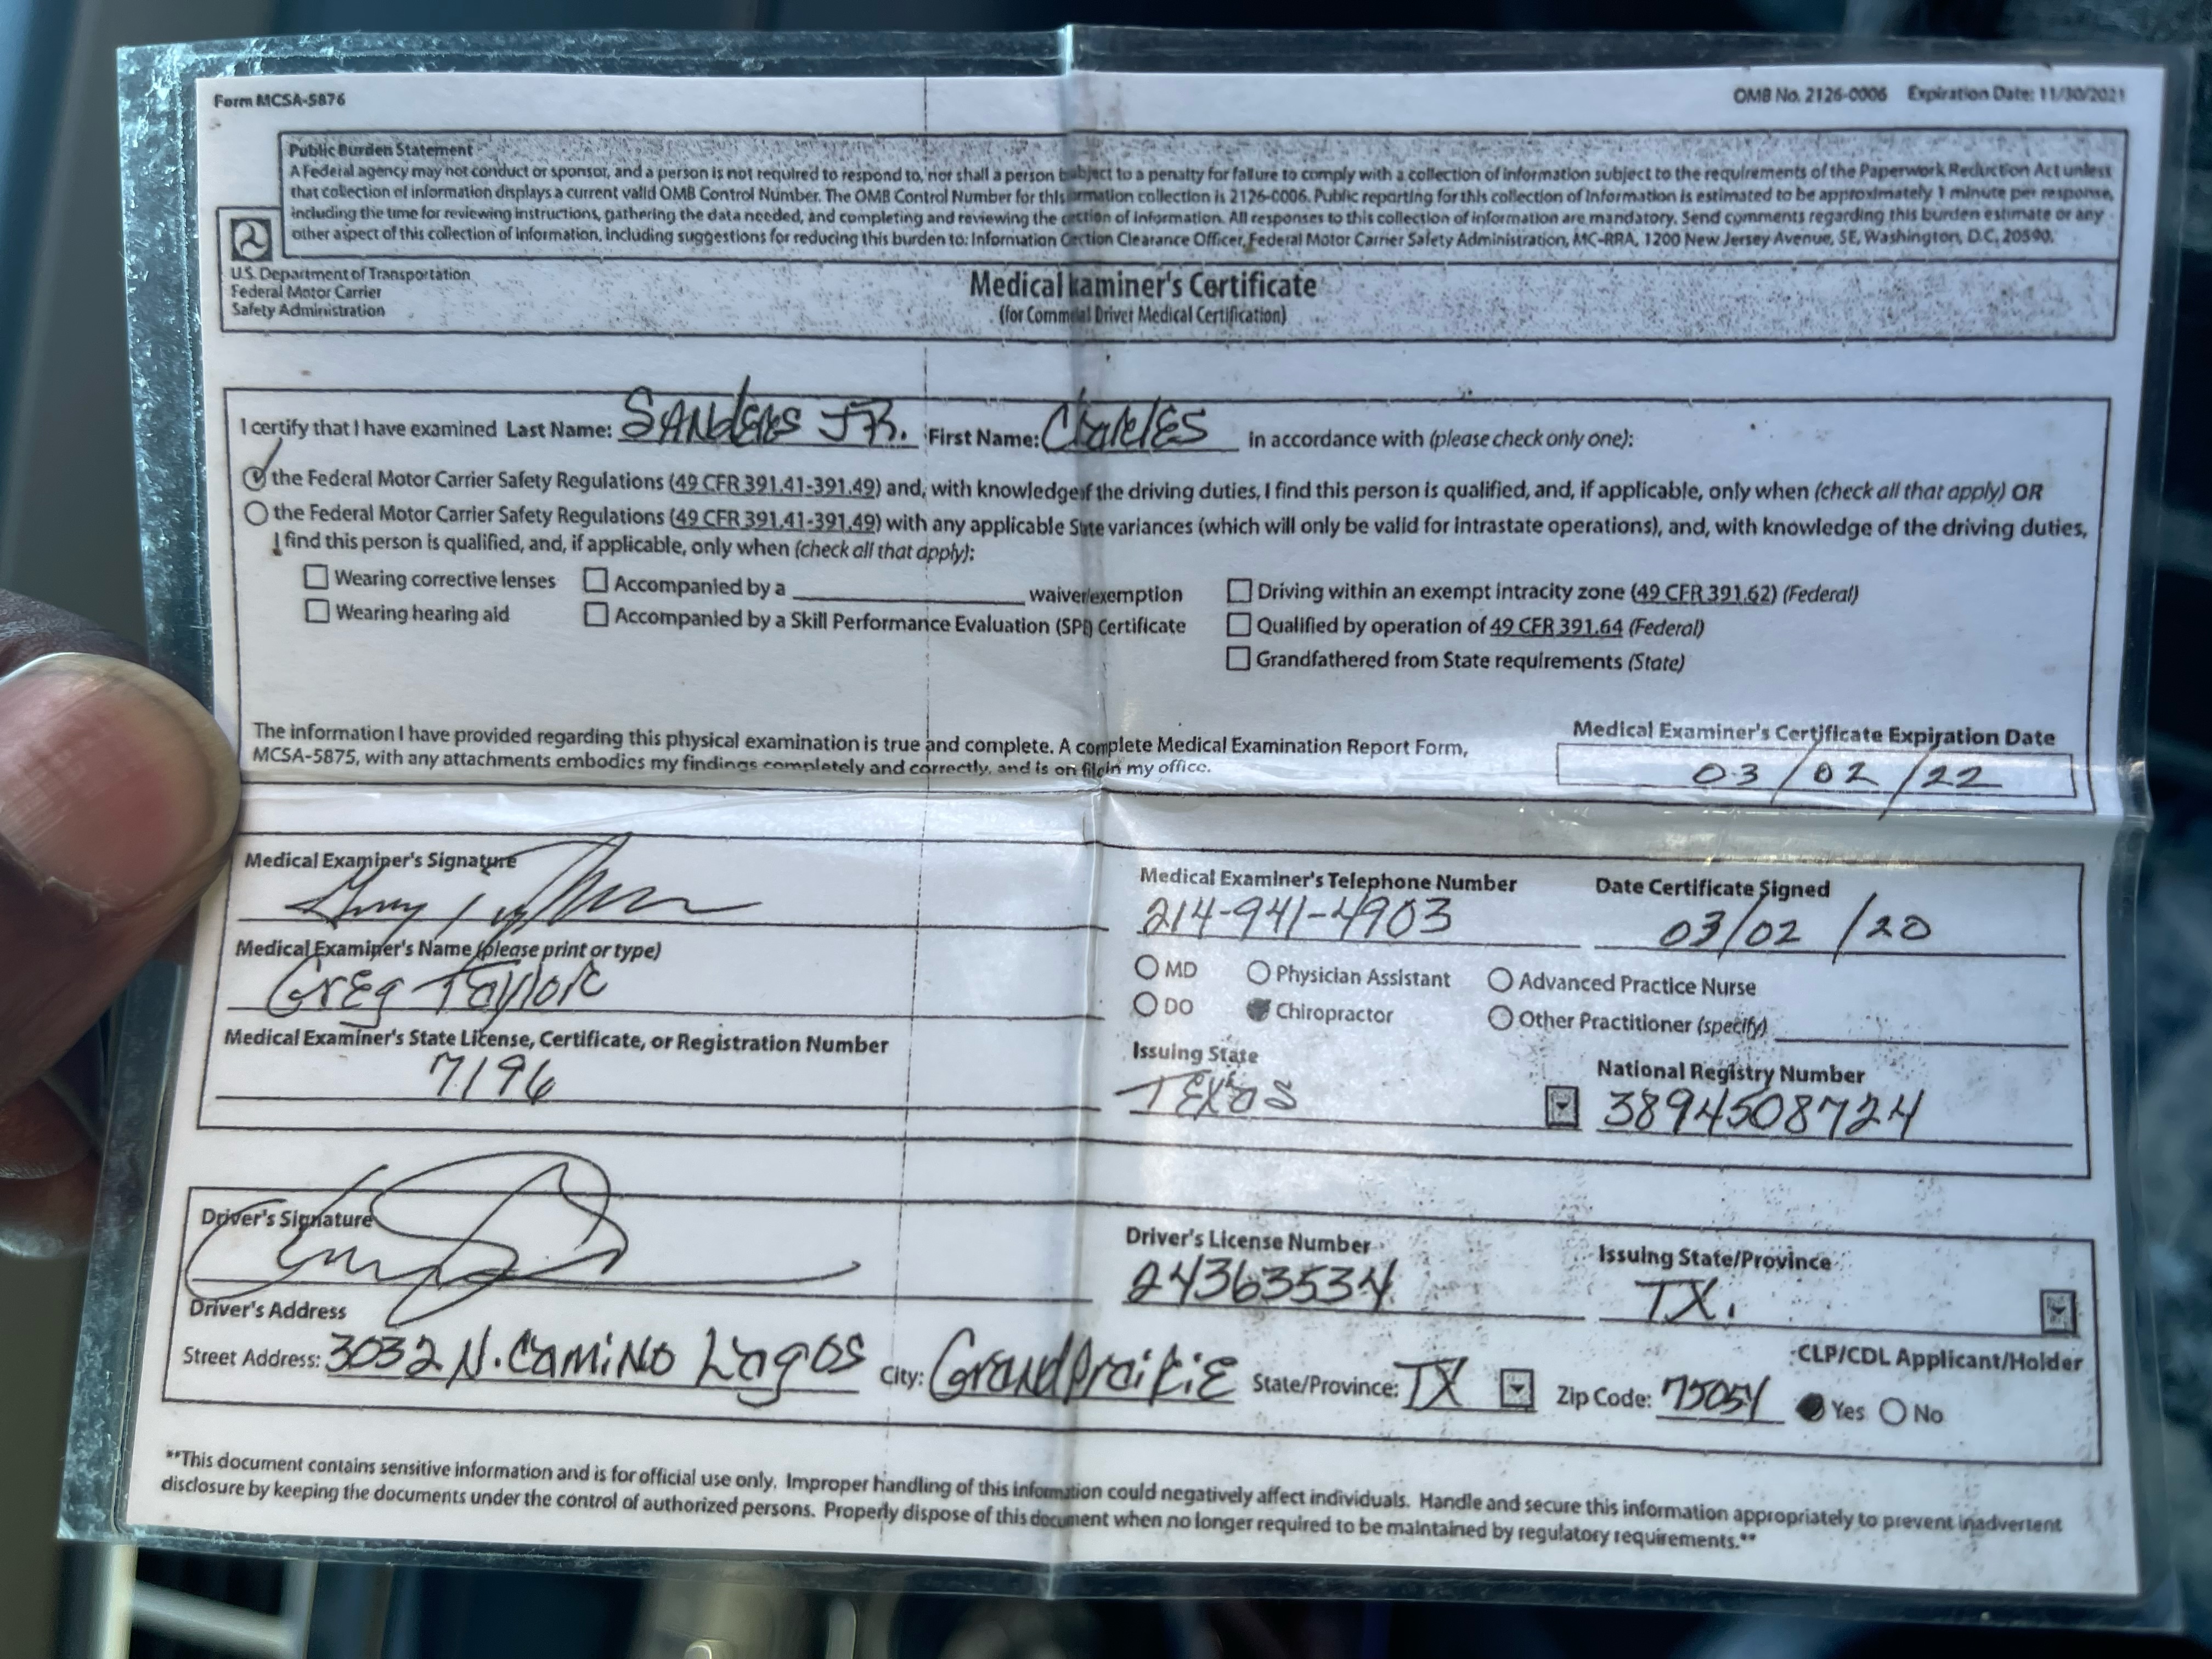 Form MCSA-5876
OMB No. 2126-0006 Expiration Date: 11/30/2021
Public Burden Statement
A Federal agency may not conduct or sponsor, and a person is not required to respond to, nor shall a person bject to a penalty for failure to comply with a collection of information subject to the requirements of the Paperwork Reduction Act unless
that collection of information displays a current valid OMB Control Number. The OMB Control Number for this rmation collection is 2126-0006. Public reporting for this collection of information is estimated to be approximately 1 minute per response,
including the time for reviewing instructions, gathering the data needed, and completing and reviewing the ection of information. All responses to this collection of information are mandatory. Send comments regarding this burden estimate or any
other aspect of this collection of information, including suggestions for reducing this burden to: Information ection Clearance Officer, Federal Motor Carrier Safety Administration, MC-RRA, 1200 New Jersey Avenue, SE, Washington, D.C. 20590.
U.S. Department of Transportation
Federal Motor Carrier
Safety Administration
Medical aminer's Certificate
(for Comme al Driver Medical Certification)
I certify that I have examined Last Name: SANdERS JR. First Name: CharlES in accordance with (please check only one):
the Federal Motor Carrier Safety Regulations (49 CFR 391.41-391.49) and, with knowledge f the driving duties, I find this person is qualified, and, if applicable, only when (check all that apply) OR
the Federal Motor Carrier Safety Regulations (49 CFR 391.41-391.49) with any applicable State variances (which will only be valid for intrastate operations), and, with knowledge of the driving duties,
I find this person is qualified, and, if applicable, only when (check all that apply):
Wearing corrective lenses Accompanied by a waiver/exemption Driving within an exempt intracity zone (49 CFR 391.62) (Federal)
Wearing hearing aid Accompanied by a Skill Performance Evaluation (SPE) Certificate Qualified by operation of 49 CFR 391.64 (Federal)
Grandfathered from State requirements (State)
The information I have provided regarding this physical examination is true and complete. A complete Medical Examination Report Form,
MCSA-5875, with any attachments embodies my findings completely and correctly, and is on file in my office.
Medical Examiner's Certificate Expiration Date
03/02/22
Medical Examiner's Signature
Medical Examiner's Telephone Number
214-941-4903
Date Certificate Signed
03/02/20
Medical Examiner's Name (please print or type)
Greg Taylor
MD Physician Assistant Advanced Practice Nurse
DO Chiropractor Other Practitioner (specify)
Medical Examiner's State License, Certificate, or Registration Number
7196
Issuing State
TEXas
National Registry Number
3894508724
Driver's Signature
Driver's License Number
24363534
Issuing State/Province
TX.
Driver's Address
Street Address: 3032 N. Camino Lagos City: Grand Prairie State/Province: TX Zip Code: 75054
CLP/CDL Applicant/Holder
Yes No
**This document contains sensitive information and is for official use only. Improper handling of this information could negatively affect individuals. Handle and secure this information appropriately to prevent inadvertent
disclosure by keeping the documents under the control of authorized persons. Properly dispose of this document when no longer required to be maintained by regulatory requirements.**